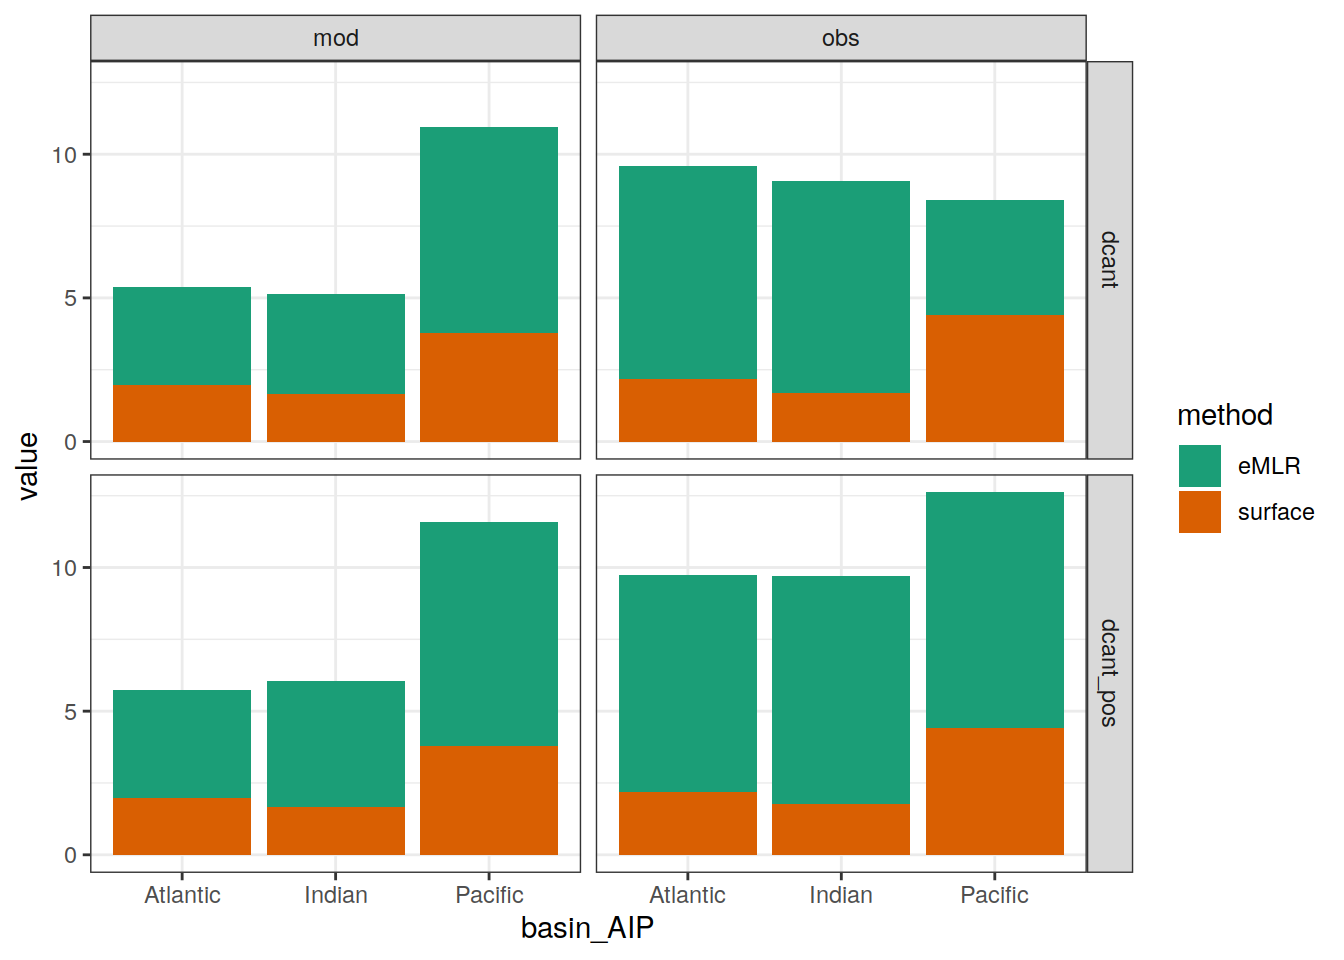 mod
obs
10
5
0
dcant
10
5
0
dcant_pos
value
Atlantic
Indian
Pacific
Atlantic
Indian
Pacific
basin_AIP
method
eMLR
surface